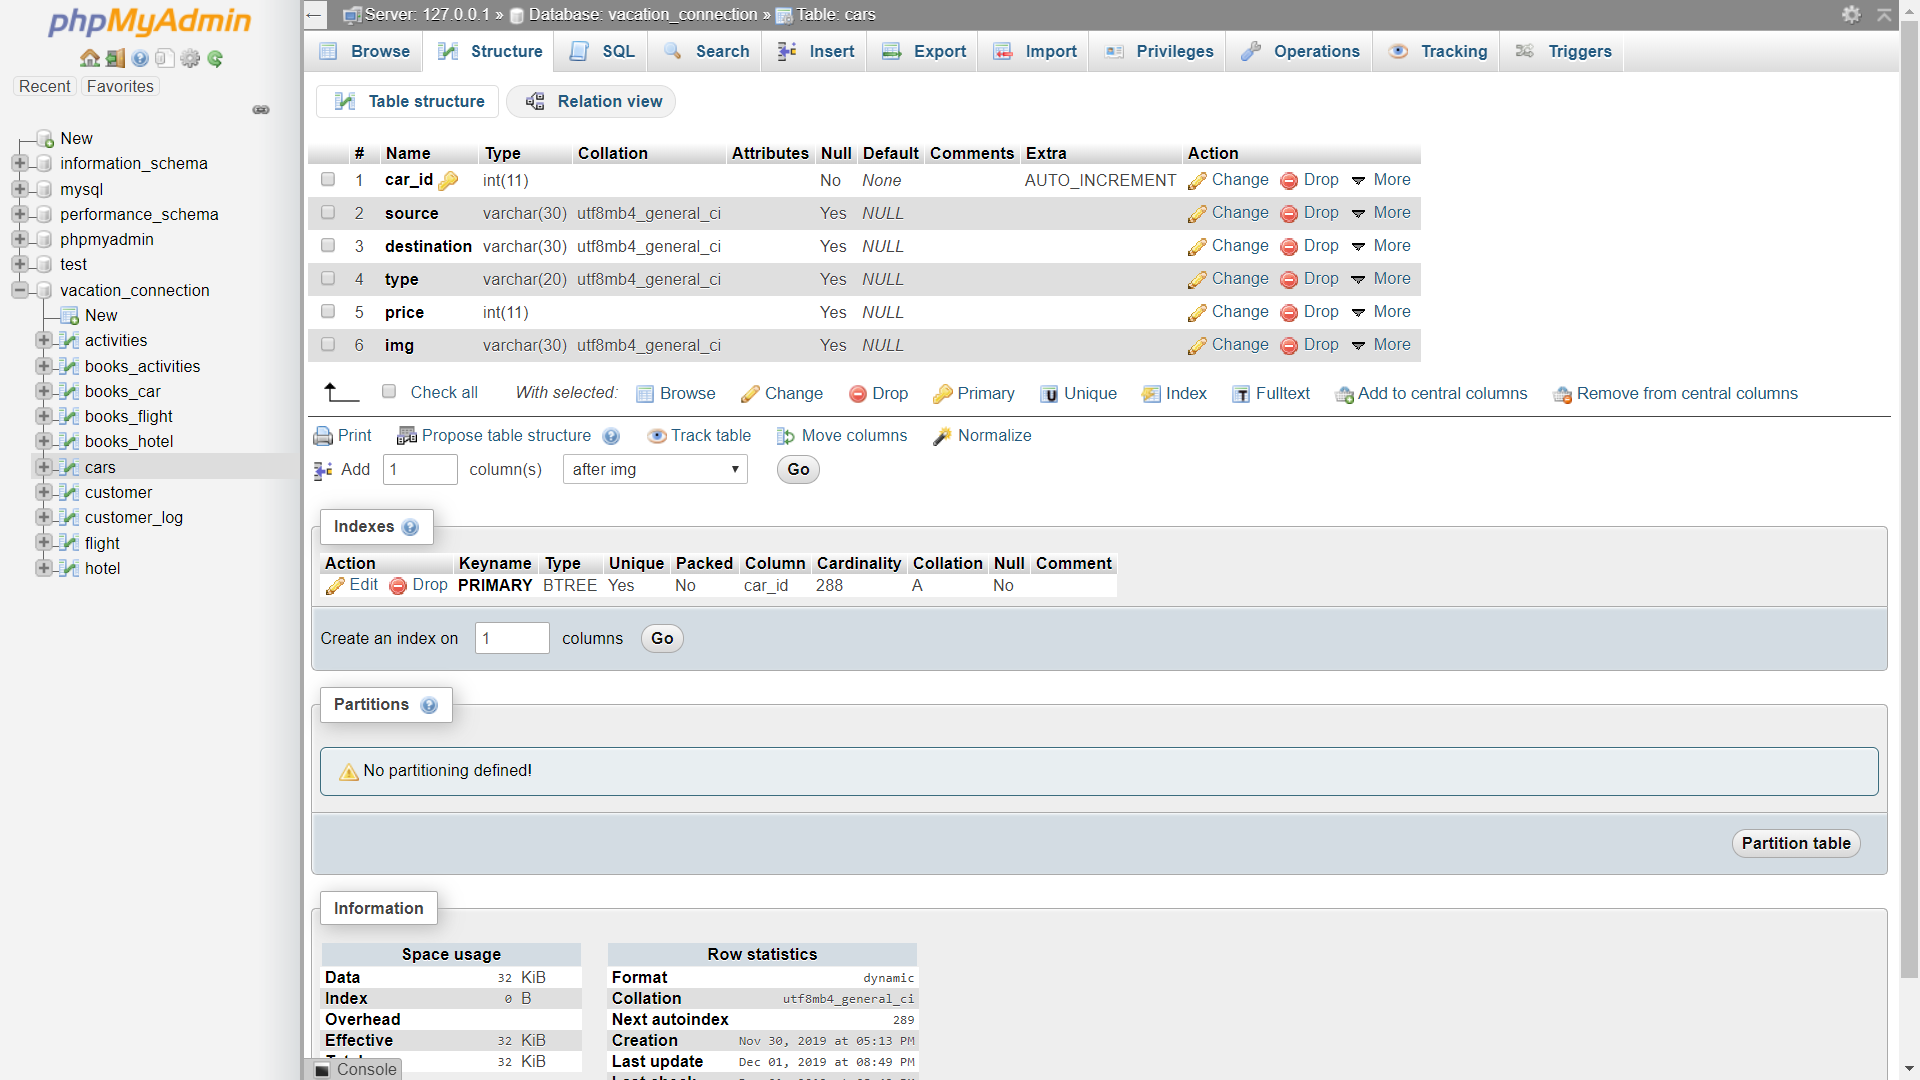 phpMyAdmin
Recent Favorites
New
information_schema
mysql
performance_schema
phpmyadmin
test
vacation_connection
New
activities
books_activities
books_car
books_flight
books_hotel
cars
customer
customer_log
flight
hotel
Server: 127.0.0.1 » Database: vacation_connection » Table: cars
Browse Structure SQL Search Insert Export Import Privileges Operations Tracking Triggers
Table structure Relation view
# Name Type Collation Attributes Null Default Comments Extra Action
1 car_id int(11) No None AUTO_INCREMENT Change Drop More
2 source varchar(30) utf8mb4_general_ci Yes NULL Change Drop More
3 destination varchar(30) utf8mb4_general_ci Yes NULL Change Drop More
4 type varchar(20) utf8mb4_general_ci Yes NULL Change Drop More
5 price int(11) Yes NULL Change Drop More
6 img varchar(30) utf8mb4_general_ci Yes NULL Change Drop More
Check all With selected: Browse Change Drop Primary Unique Index Fulltext Add to central columns Remove from central columns
Print Propose table structure Track table Move columns Normalize
Add 1 column(s) after img Go
Indexes
Action Keyname Type Unique Packed Column Cardinality Collation Null Comment
Edit Drop PRIMARY BTREE Yes No car_id 288 A No
Create an index on 1 columns Go
Partitions
No partitioning defined!
Partition table
Information
Space usage
Data 32 KiB
Index 0 B
Overhead
Effective 32 KiB
32 KiB
Row statistics
Format dynamic
Collation utf8mb4_general_ci
Next autoindex 289
Creation Nov 30, 2019 at 05:13 PM
Last update Dec 01, 2019 at 08:49 PM
Console